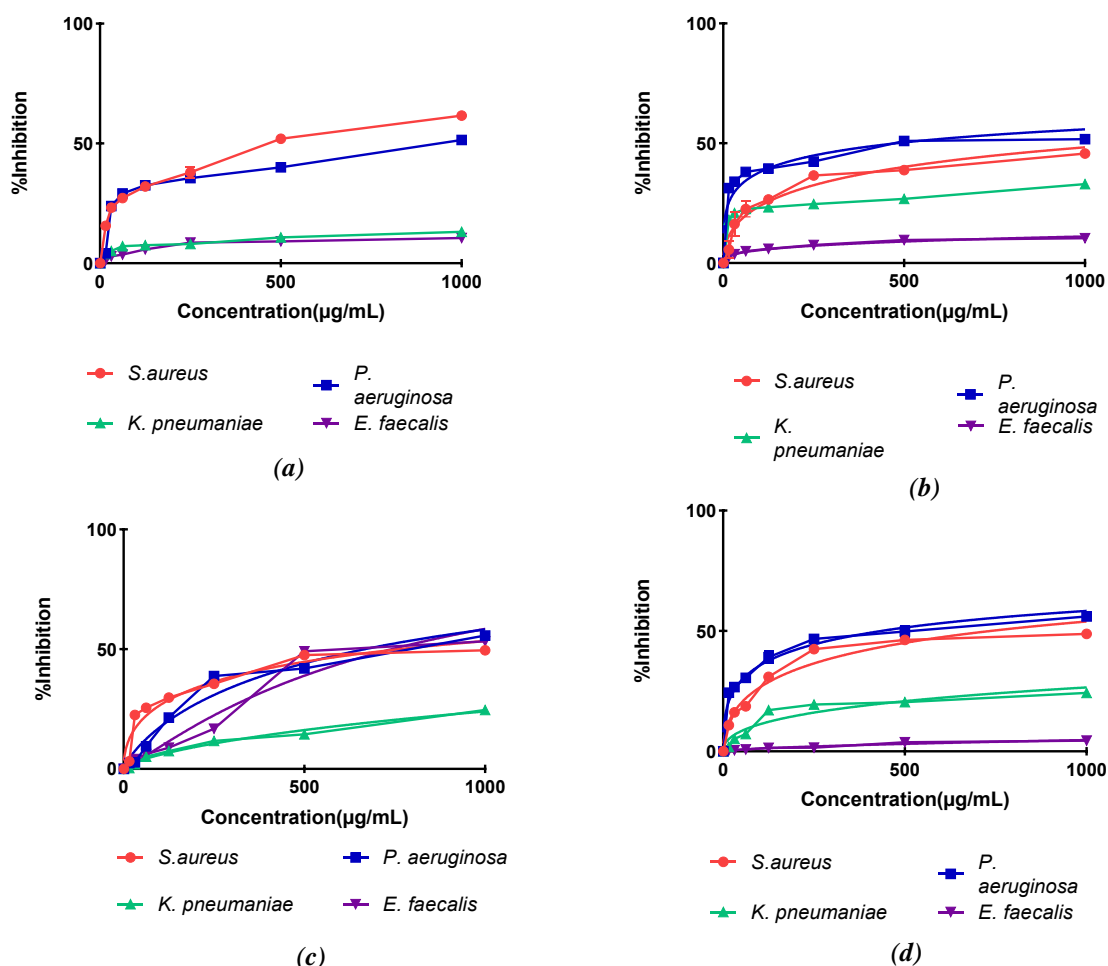 100
50
0
0
500
1000
%Inhibition
Concentration(µg/mL)
S.aureus
P.
aeruginosa
K. pneumaniae
E. faecalis
(a)
100
50
0
0
500
1000
%Inhibition
Concentration(µg/mL)
S.aureus
P.
aeruginosa
K.
pneumaniae
E. faecalis
(b)
100
50
0
0
500
1000
%Inhibition
Concentration(µg/mL)
S.aureus
P. aeruginosa
K. pneumaniae
E. faecalis
(c)
100
50
0
0
500
1000
%Inhibition
Concentration(µg/mL)
S.aureus
P.
aeruginosa
K. pneumaniae
E. faecalis
(d)